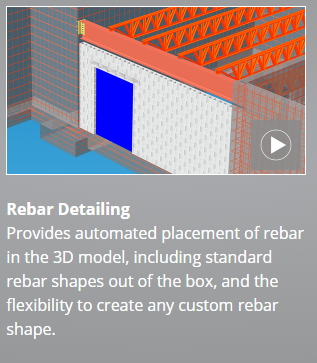 Rebar Detailing
Provides automated placement of rebar
in the 3D model, including standard
rebar shapes out of the box, and the
flexibility to create any custom rebar
shape.